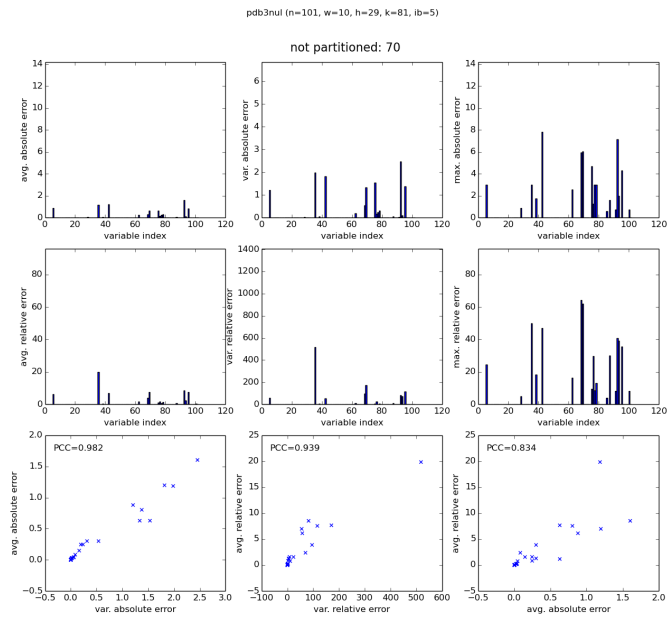 pdb3nul (n=101, w=10, h=29, k=81, ib=5)
not partitioned: 70
avg. absolute error
14
12
10
8
6
4
2
0
0 20 40 60 80 100 120
variable index
var. absolute error
6
5
4
3
2
1
0
0 20 40 60 80 100 120
variable index
max. absolute error
14
12
10
8
6
4
2
0
0 20 40 60 80 100 120
variable index
avg. relative error
80
60
40
20
0
0 20 40 60 80 100 120
variable index
var. relative error
1400
1200
1000
800
600
400
200
0
0 20 40 60 80 100 120
variable index
max. relative error
80
60
40
20
0
0 20 40 60 80 100 120
variable index
PCC=0.982
avg. absolute error
2.0
1.5
1.0
0.5
0.0
−0.5
−0.5 0.0 0.5 1.0 1.5 2.0 2.5 3.0
var. absolute error
PCC=0.939
avg. relative error
25
20
15
10
5
0
−5
−100 0 100 200 300 400 500 600
var. relative error
PCC=0.834
avg. relative error
25
20
15
10
5
0
−5
−0.5 0.0 0.5 1.0 1.5 2.0
avg. absolute error